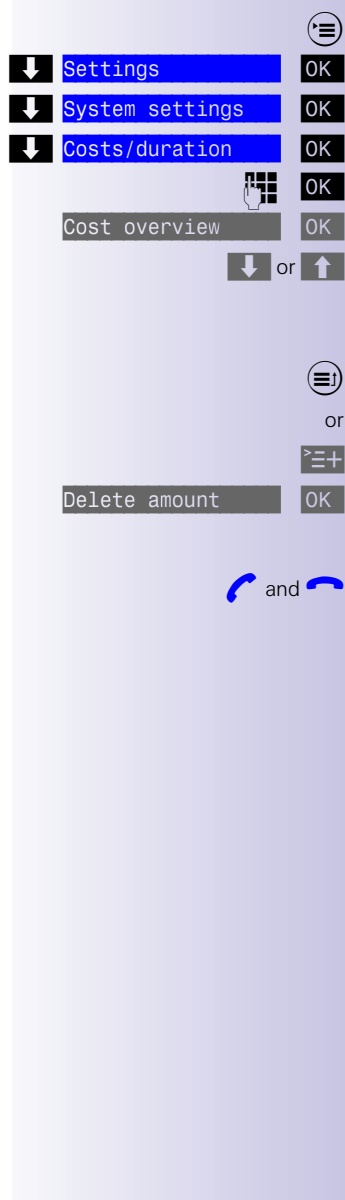 Settings OK
System settings OK
Costs/duration OK
OK
Cost overview OK
or
or
Delete amount OK
and